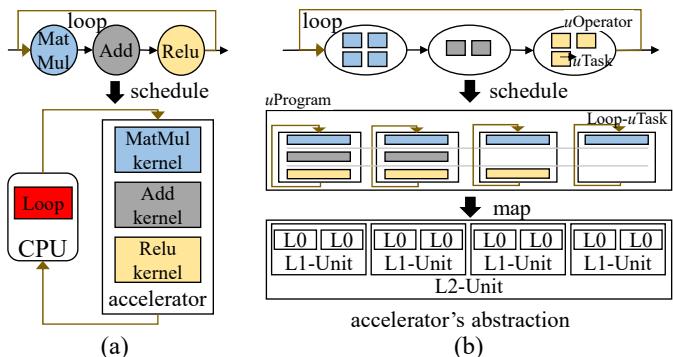 loop
Mat
Mul
Add
Relu
schedule
MatMul
kernel
Add
kernel
Relu
kernel
Loop
CPU
accelerator
(a)
loop
uOperator
uTask
schedule
uProgram
Loop-uTask
map
L0 L0 L0 L0 L0 L0 L0 L0
L1-Unit L1-Unit L1-Unit L1-Unit
L2-Unit
accelerator's abstraction
(b)